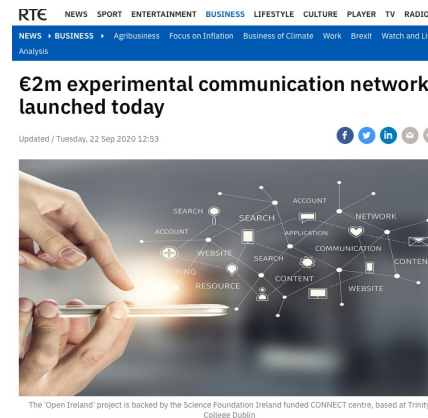 RTÉ NEWS SPORT ENTERTAINMENT BUSINESS LIFESTYLE CULTURE PLAYER TV RADIO
NEWS BUSINESS Agribusiness Focus on Inflation Business of Climate Work Brexit Watch and Li
Analysis
€2m experimental communication network
launched today
Updated / Tuesday, 22 Sep 2020 12:53
SEARCH
ACCOUNT
SEARCH
NETWORK
ACCOUNT
APPLICATION
WEBSITE
COMMUNICATION
SEARCH
CONTEN
RESOURCE
CONTENT
WEBSITE
The 'Open Ireland' project is backed by the Science Foundation Ireland funded CONNECT centre, based at Trinity
College Dublin